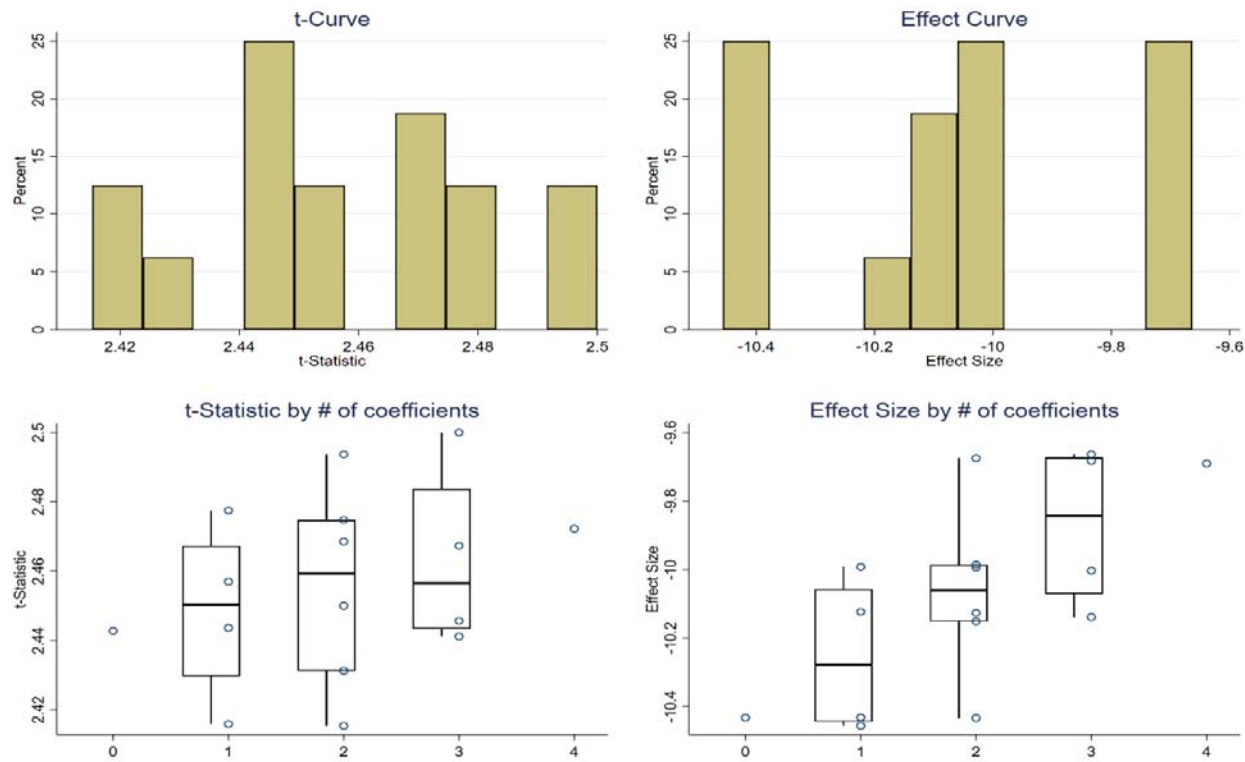 t-Curve
25
20
15
10
5
0
Percent
2.42 2.44 2.46 2.48 2.5
t-Statistic
Effect Curve
25
20
15
10
5
0
Percent
-10.4 -10.2 -10 -9.8 -9.6
Effect Size
t-Statistic by # of coefficients
2.5
2.48
2.46
2.44
2.42
t-Statistic
0 1 2 3 4
Effect Size by # of coefficients
-9.6
-9.8
-10
-10.2
-10.4
Effect Size
0 1 2 3 4